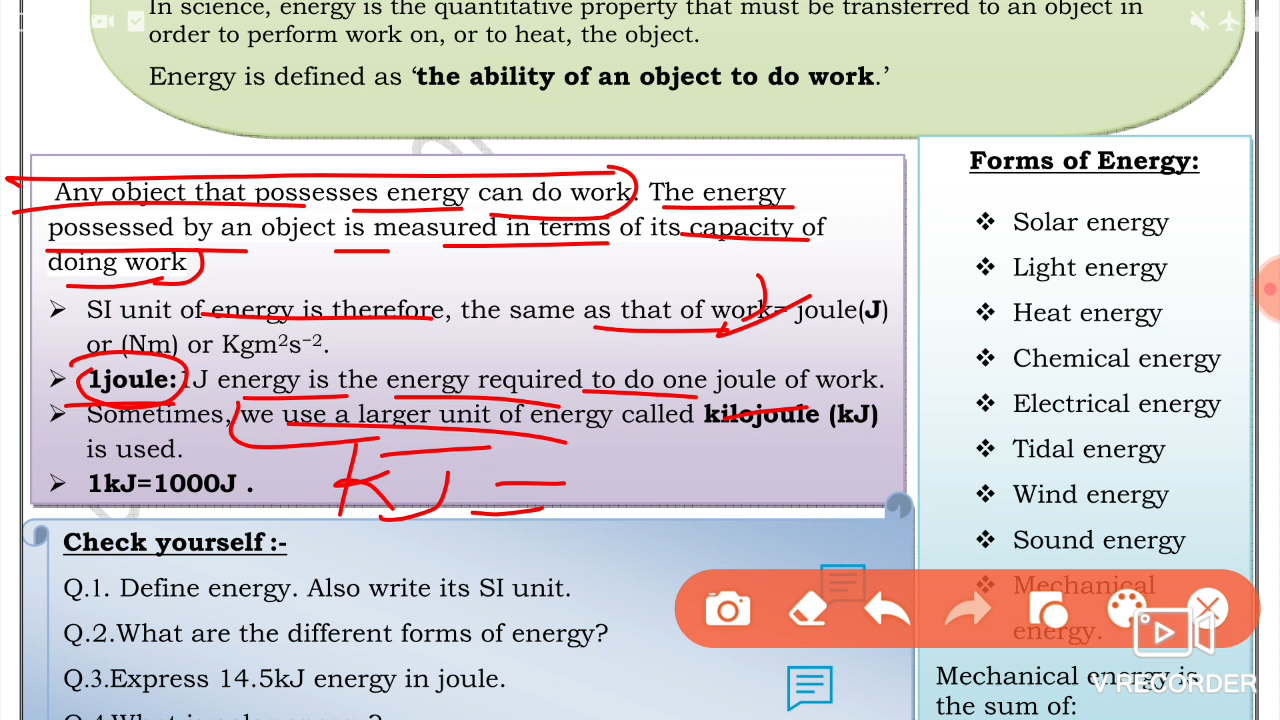 In science, energy is the quantitative property that must be transferred to an object in
order to perform work on, or to heat, the object.
Energy is defined as ‘the ability of an object to do work.’
Any object that possesses energy can do work. The energy
possessed by an object is measured in terms of its capacity of
doing work
➢ SI unit of energy is therefore, the same as that of work= joule(J)
or (Nm) or Kgm²s⁻².
➢ 1joule: 1J energy is the energy required to do one joule of work.
➢ Sometimes, we use a larger unit of energy called kilojoule (kJ)
is used.
➢ 1kJ=1000J .
KJ =
Check yourself :-
Q.1. Define energy. Also write its SI unit.
Q.2.What are the different forms of energy?
Q.3.Express 14.5kJ energy in joule.
Forms of Energy:
❖ Solar energy
❖ Light energy
❖ Heat energy
❖ Chemical energy
❖ Electrical energy
❖ Tidal energy
❖ Wind energy
❖ Sound energy
❖ Mechanical
energy.
Mechanical energy is
the sum of:
V RECORDER